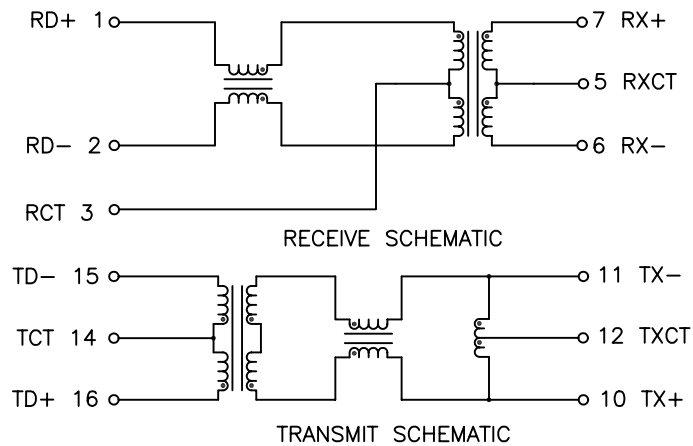 RD+ 1 7 RX+
5 RXCT
RD- 2 6 RX-
RCT 3
RECEIVE SCHEMATIC
TD- 15 11 TX-
TCT 14 12 TXCT
TD+ 16 10 TX+
TRANSMIT SCHEMATIC